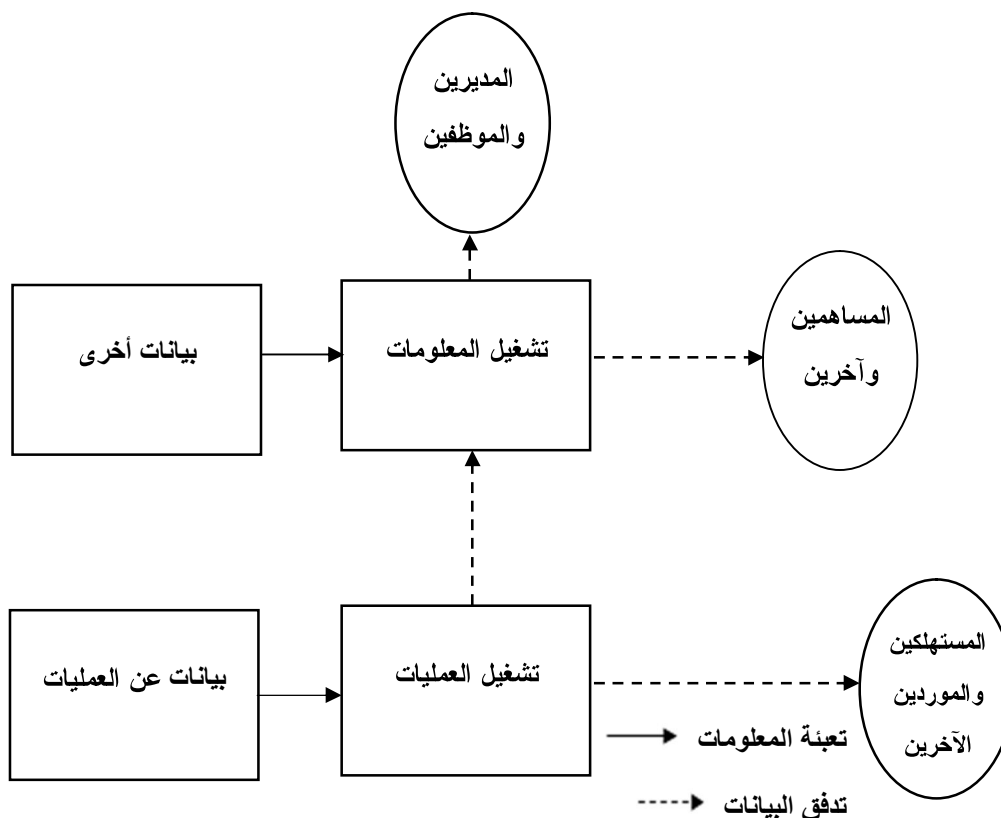 المديرين
والموظفين
المساهمين
وآخرين
تشغيل المعلومات
بيانات أخرى
المستهلكين
والموردين
الآخرين
تشغيل العمليات
بيانات عن العمليات
تعبئة المعلومات
تدفق البيانات